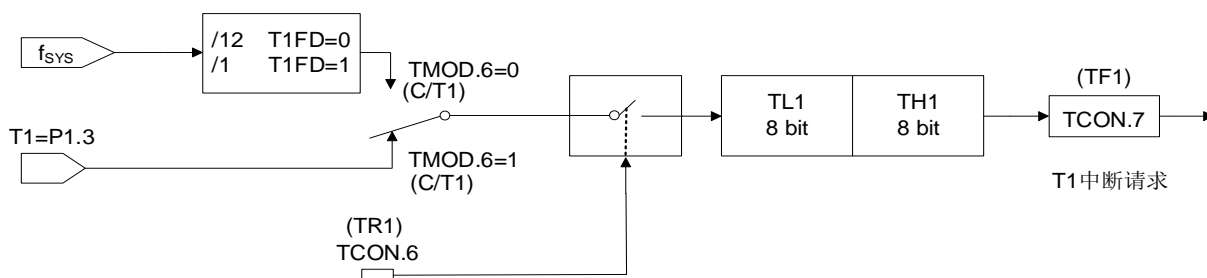 fSYS
/12 T1FD=0
/1 T1FD=1
TMOD.6=0
(C/T1)
T1=P1.3
TMOD.6=1
(C/T1)
(TR1)
TCON.6
TL1
8 bit
TH1
8 bit
(TF1)
TCON.7
T1中断请求